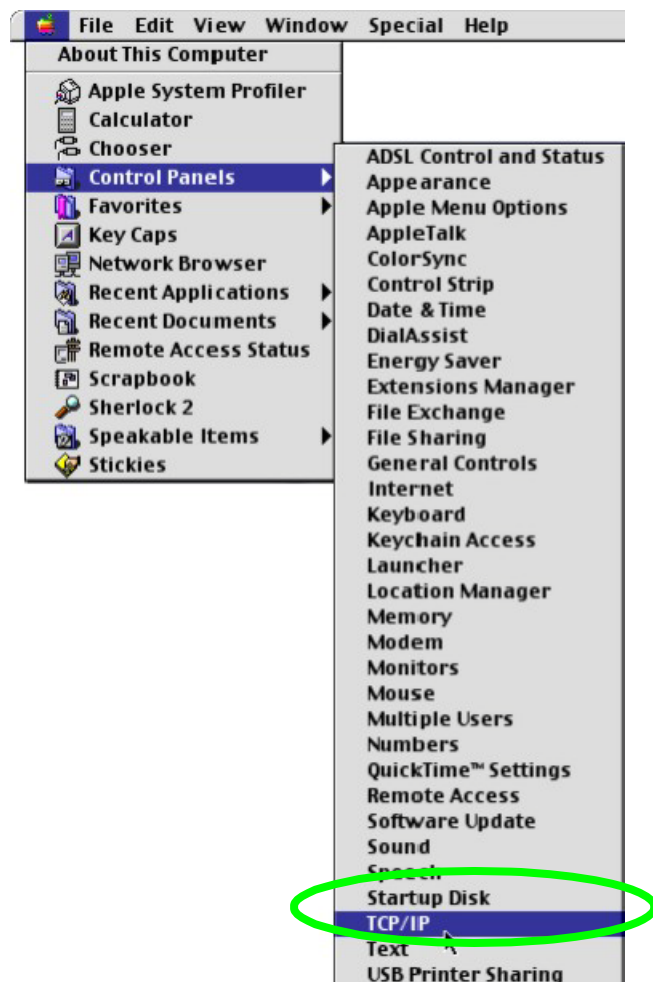 File Edit View Window Special Help
About This Computer
Apple System Profiler
Calculator
Chooser
Control Panels
Favorites
Key Caps
Network Browser
Recent Applications
Recent Documents
Remote Access Status
Scrapbook
Sherlock 2
Speakable Items
Stickies
ADSL Control and Status
Appearance
Apple Menu Options
AppleTalk
ColorSync
Control Strip
Date & Time
DialAssist
Energy Saver
Extensions Manager
File Exchange
File Sharing
General Controls
Internet
Keyboard
Keychain Access
Launcher
Location Manager
Memory
Modem
Monitors
Mouse
Multiple Users
Numbers
QuickTime™ Settings
Remote Access
Software Update
Sound
Speech
Startup Disk
TCP/IP
Text
USB Printer Sharing